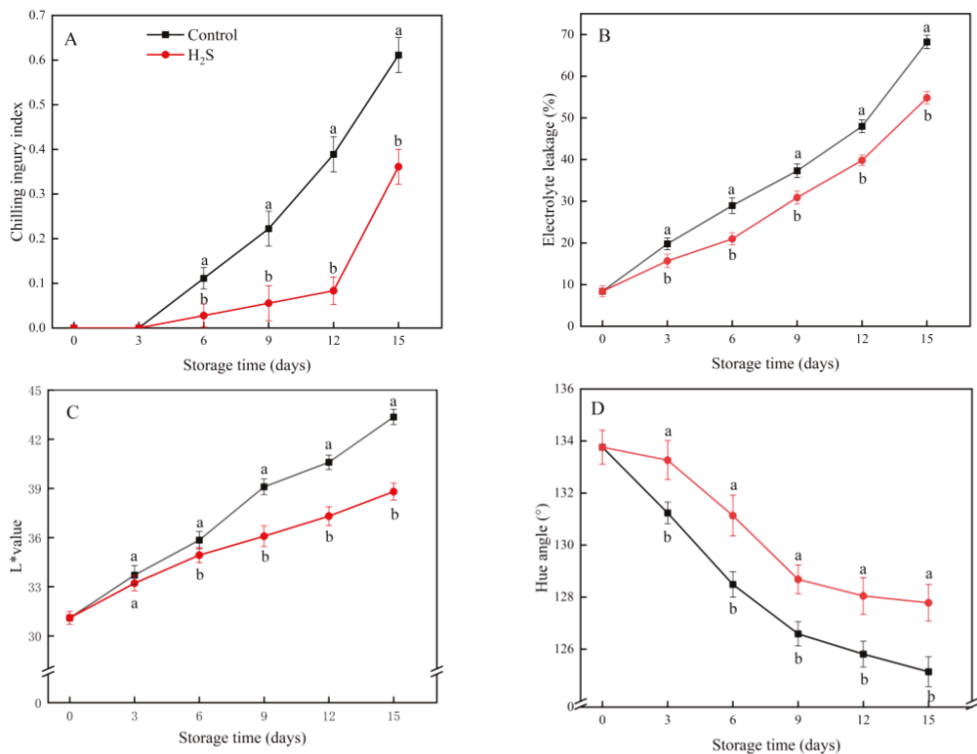 A
Control
H₂S
0.7
0.6
0.5
0.4
0.3
0.2
0.1
0.0
Chilling ingury index
a
a
a
a
b
b
b
b
0 3 6 9 12 15
Storage time (days)
B
70
60
50
40
30
20
10
0
Electrolyte leakage (%)
a
a
a
a
a
b
b
b
b
b
0 3 6 9 12 15
Storage time (days)
C
45
42
39
36
33
30
0
L*value
a
a
a
a
a
a
b
b
b
b
0 3 6 9 12 15
Storage time (days)
D
136
134
132
130
128
126
0
Hue angle (°)
a
a
a
a
a
b
b
b
b
b
0 3 6 9 12 15
Storage time (days)